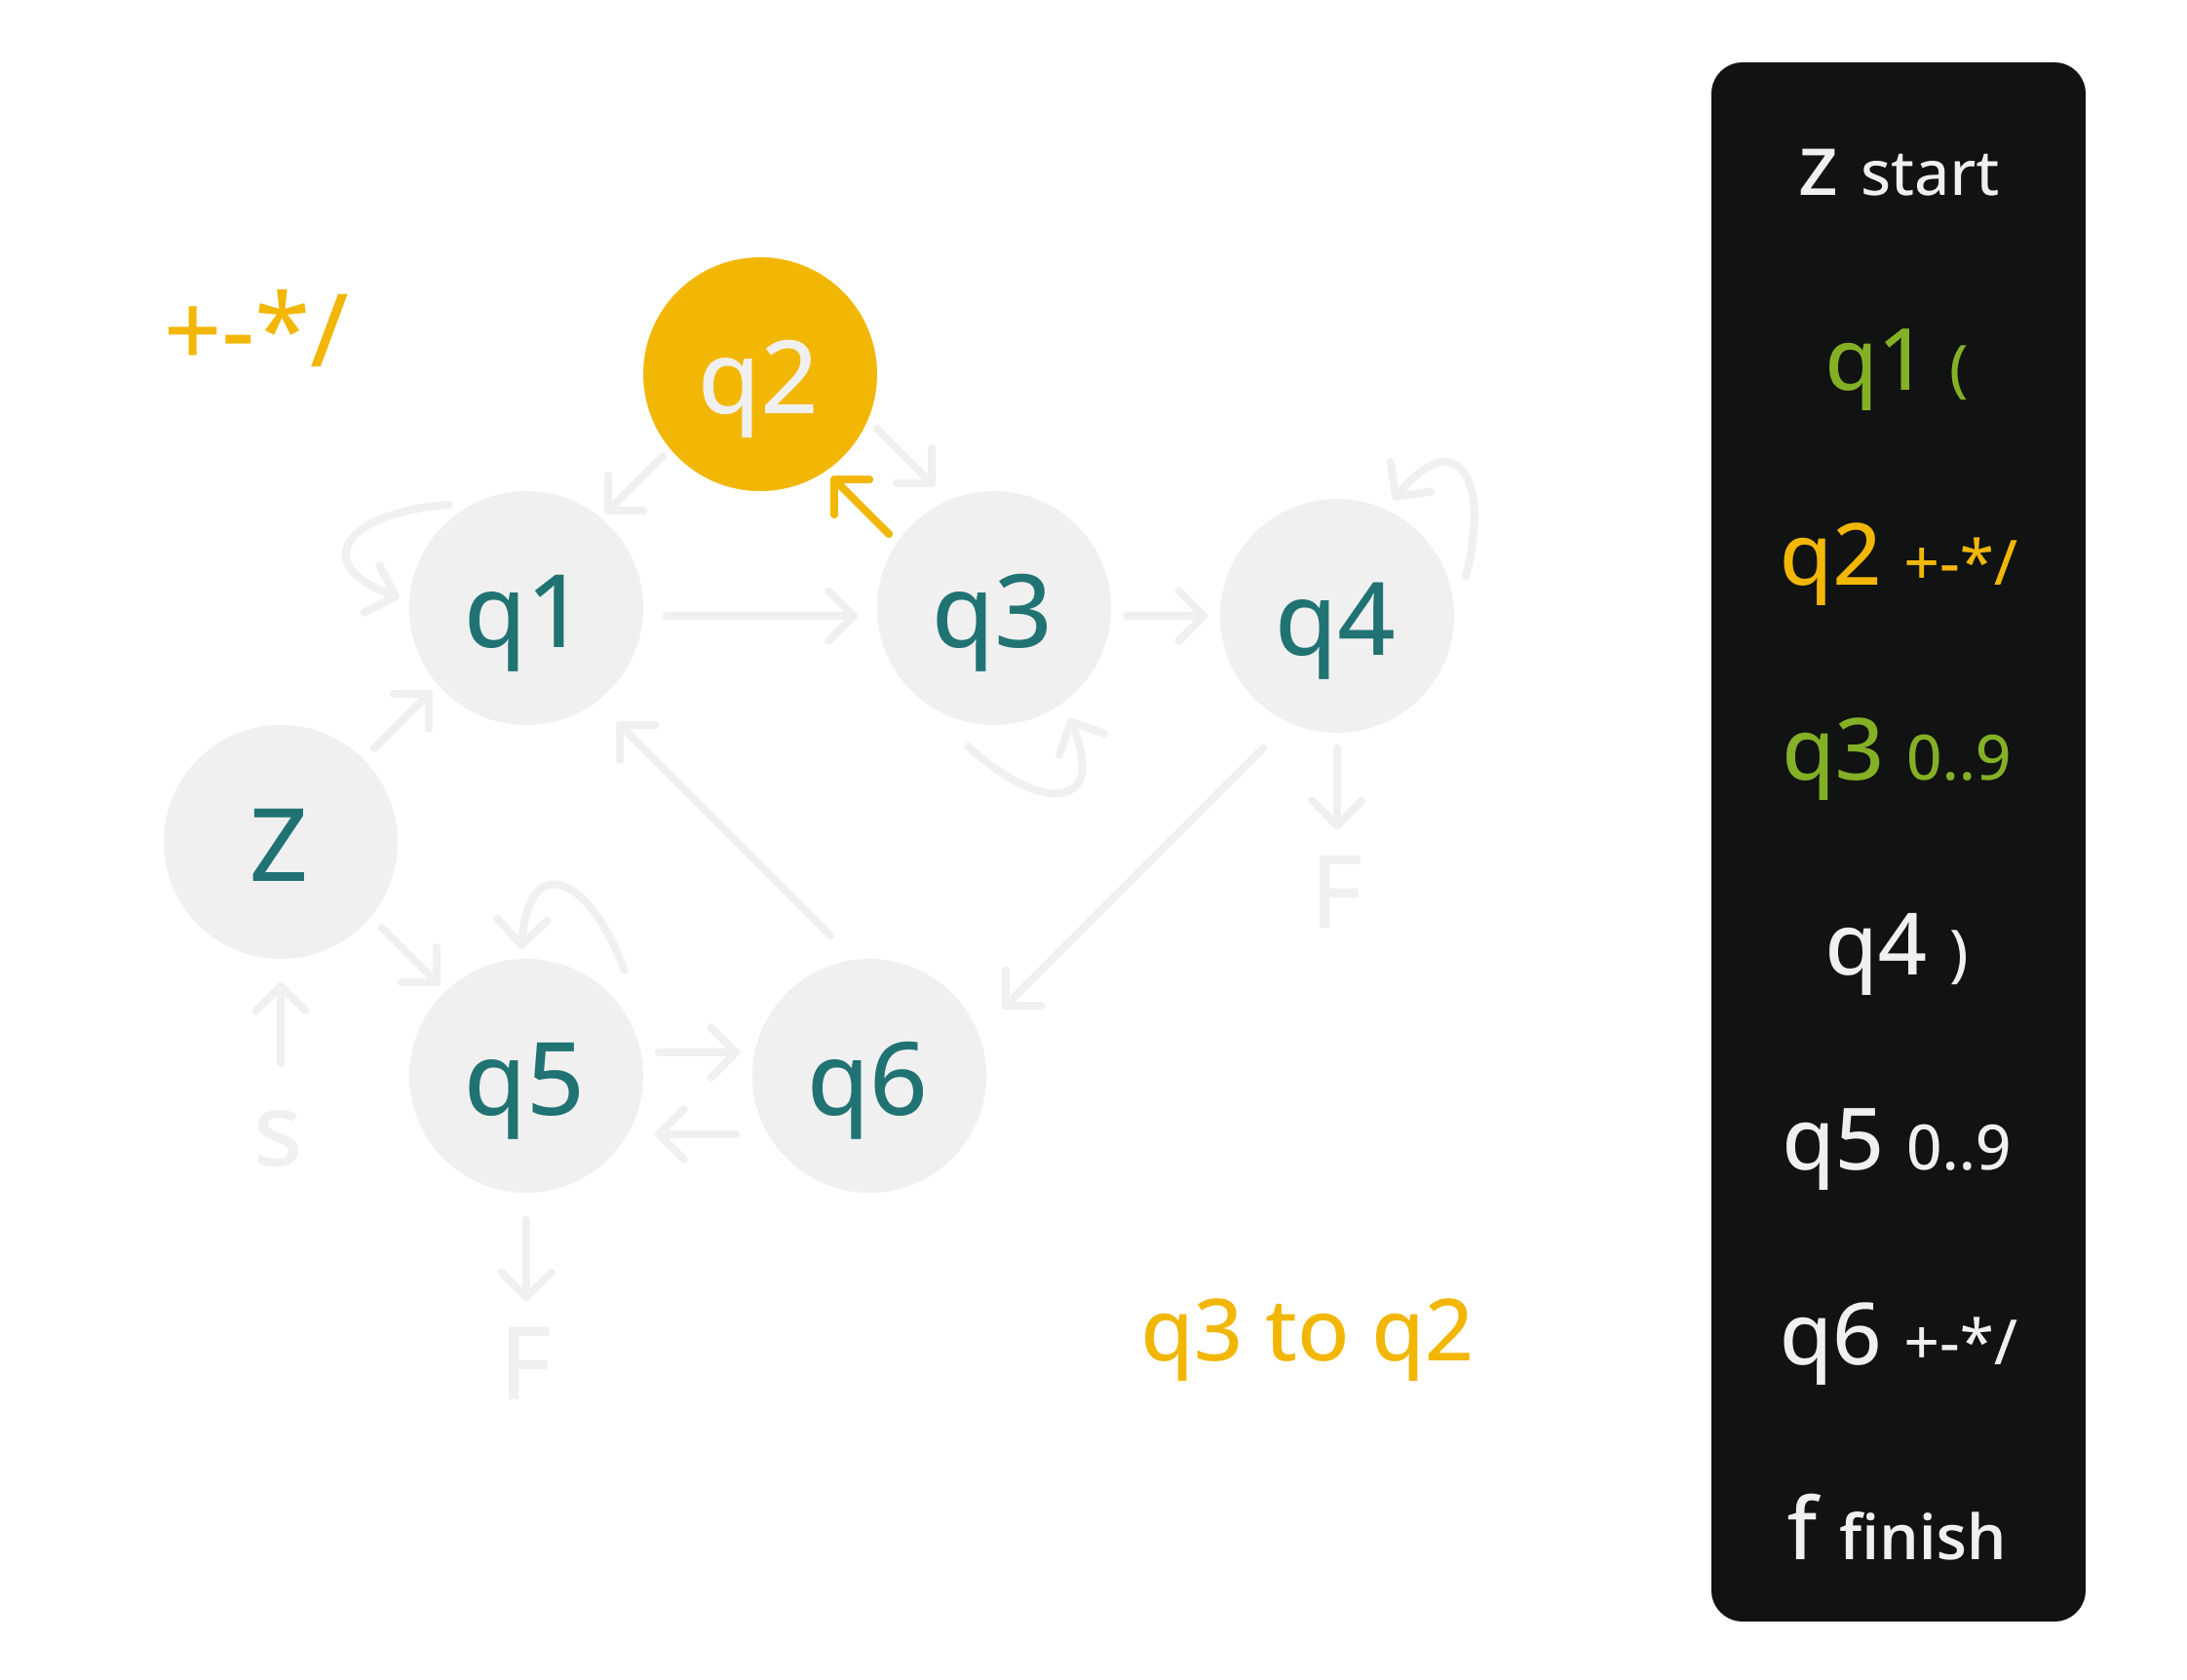 +-*/
q2
q1
q3
q4
Z
F
q5
q6
s
F
q3 to q2
Z start
q1 (
q2 +-*/
q3 0..9
q4 )
q5 0..9
q6 +-*/
f finish